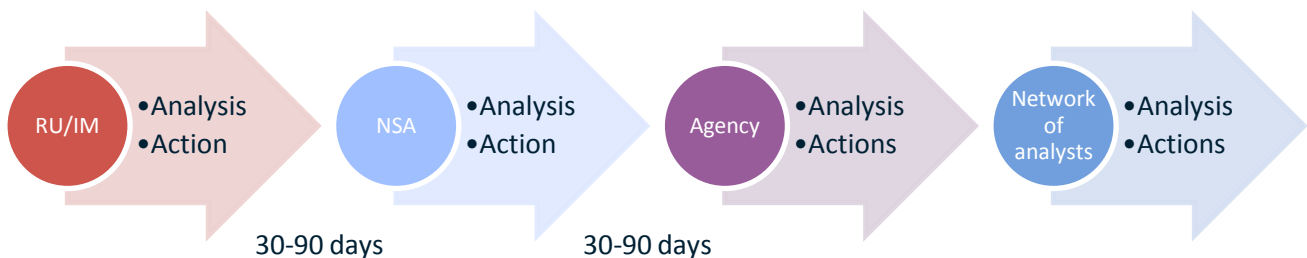 RU/IM
•Analysis
•Action
NSA
•Analysis
•Action
Agency
•Analysis
•Actions
Network
of
analysts
•Analysis
•Actions
30-90 days
30-90 days